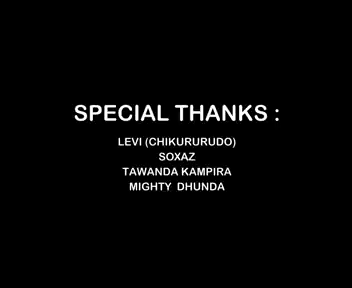 SPECIAL THANKS :
LEVI (CHIKURURUDO)
SOXAZ
TAWANDA KAMPIRA
MIGHTY DHUNDA